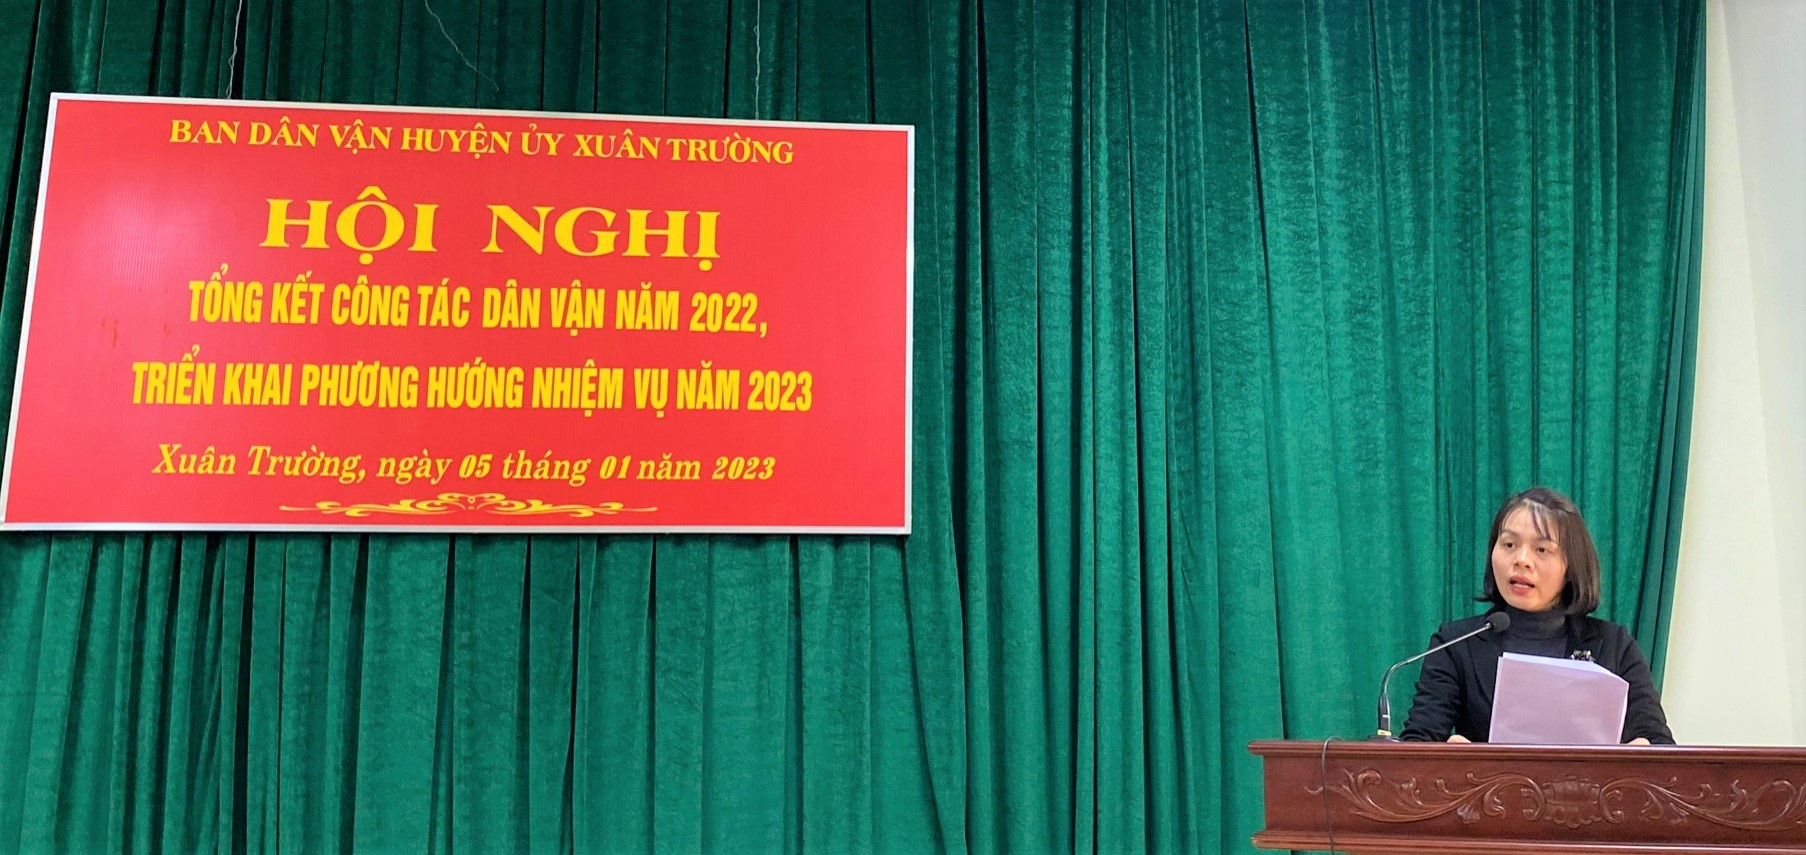 BAN DÂN VẬN HUYỆN ỦY XUÂN TRƯỜNG
HỘI NGHỊ
TỔNG KẾT CÔNG TÁC DÂN VẬN NĂM 2022,
TRIỂN KHAI PHƯƠNG HƯỚNG NHIỆM VỤ NĂM 2023
Xuân Trường, ngày 05 tháng 01 năm 2023